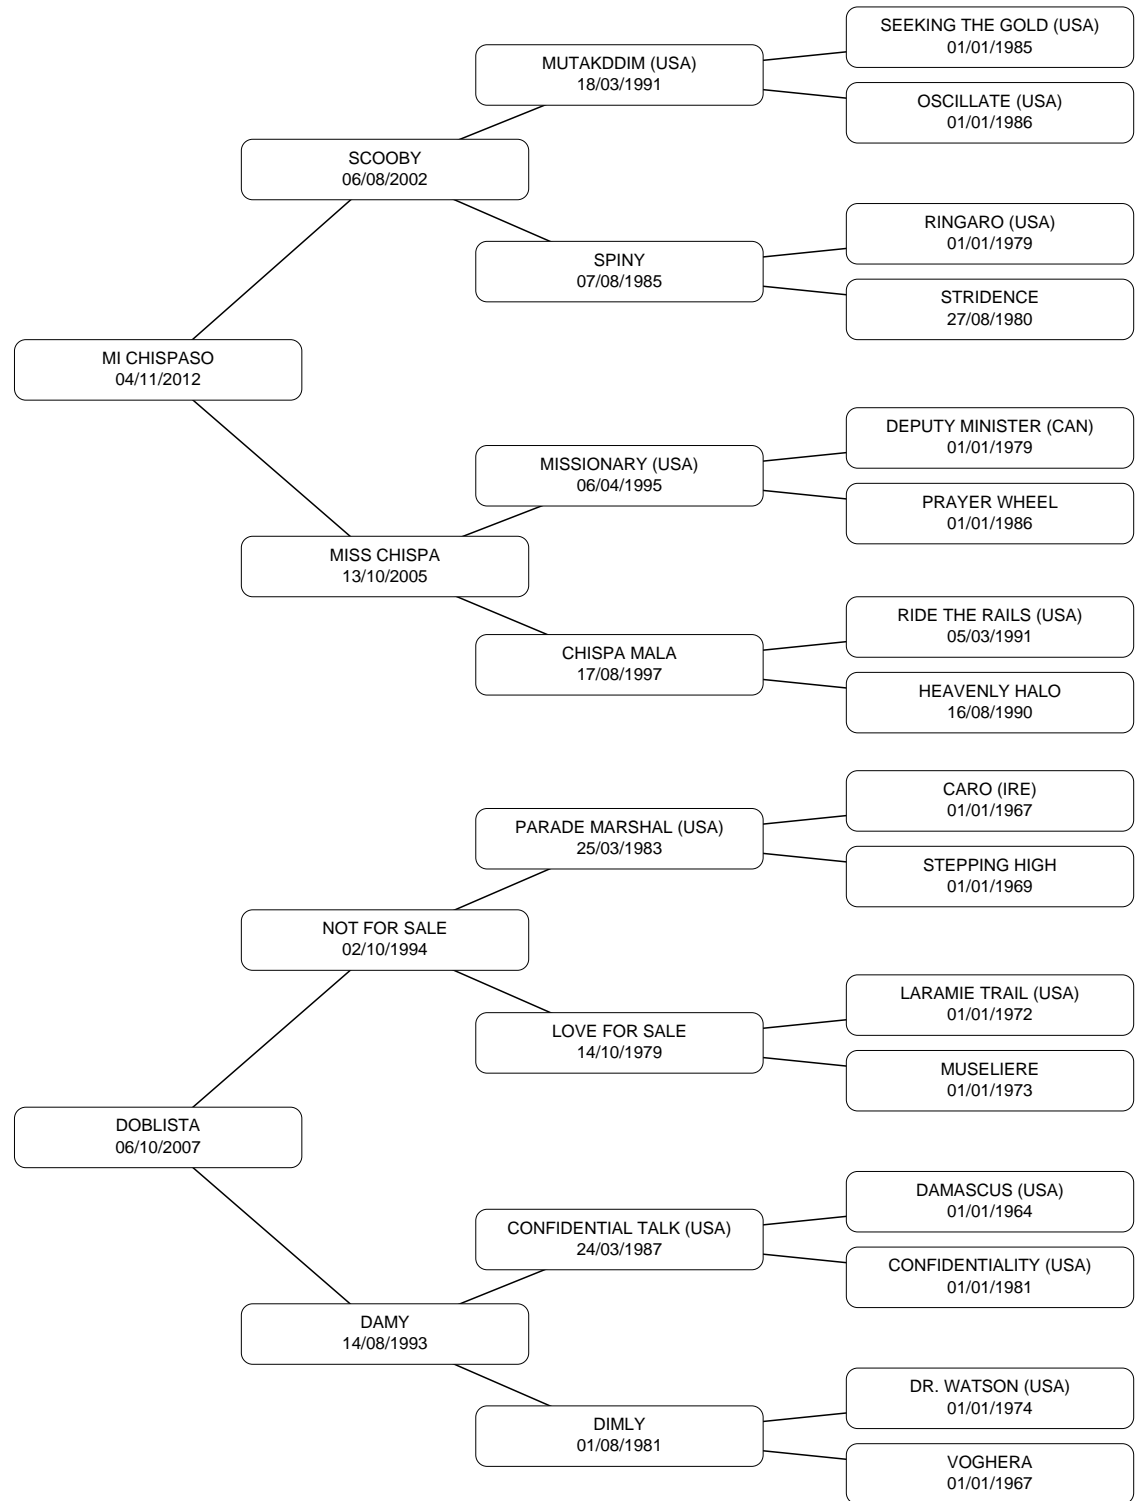 SEEKING THE GOLD (USA)
01/01/1985
MUTAKDDIM (USA)
18/03/1991
OSCILLATE (USA)
01/01/1986
SCOOBY
06/08/2002
RINGARO (USA)
01/01/1979
SPINY
07/08/1985
STRIDENCE
27/08/1980
MI CHISPASO
04/11/2012
DEPUTY MINISTER (CAN)
01/01/1979
MISSIONARY (USA)
06/04/1995
PRAYER WHEEL
01/01/1986
MISS CHISPA
13/10/2005
RIDE THE RAILS (USA)
05/03/1991
CHISPA MALA
17/08/1997
HEAVENLY HALO
16/08/1990
CARO (IRE)
01/01/1967
PARADE MARSHAL (USA)
25/03/1983
STEPPING HIGH
01/01/1969
NOT FOR SALE
02/10/1994
LARAMIE TRAIL (USA)
01/01/1972
LOVE FOR SALE
14/10/1979
MUSELIERE
01/01/1973
DOBLISTA
06/10/2007
DAMASCUS (USA)
01/01/1964
CONFIDENTIAL TALK (USA)
24/03/1987
CONFIDENTIALITY (USA)
01/01/1981
DAMY
14/08/1993
DR. WATSON (USA)
01/01/1974
DIMLY
01/08/1981
VOGHERA
01/01/1967